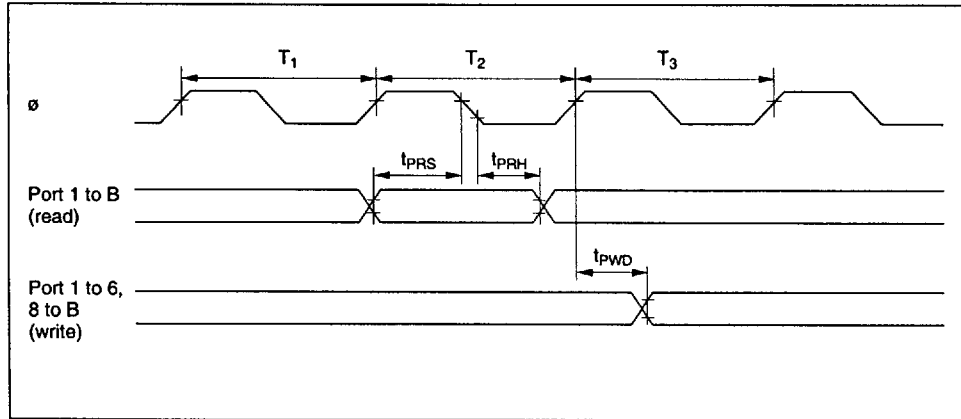 T1 T2 T3
ø
tPRS tPRH
Port 1 to B
(read)
tPWD
Port 1 to 6,
8 to B
(write)